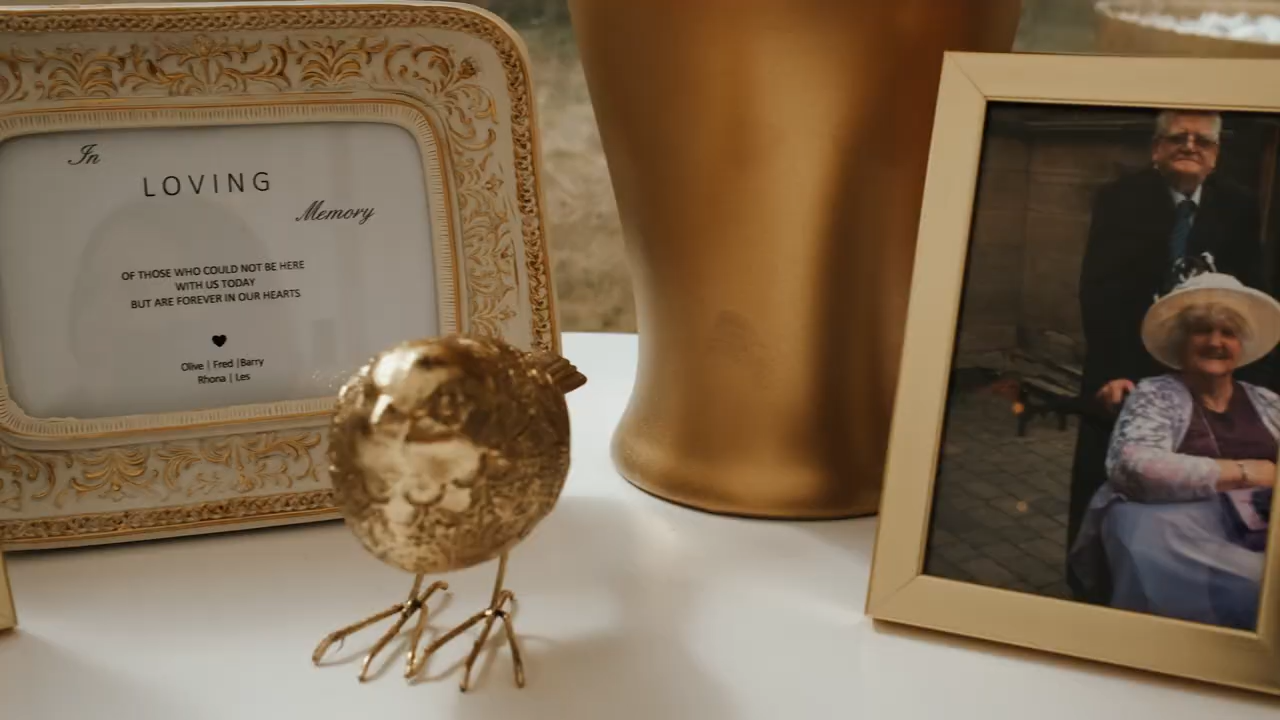 In
LOVING
Memory
OF THOSE WHO COULD NOT BE HERE
WITH US TODAY
BUT ARE FOREVER IN OUR HEARTS
Olive | Fred |Barry
Rhona | Les